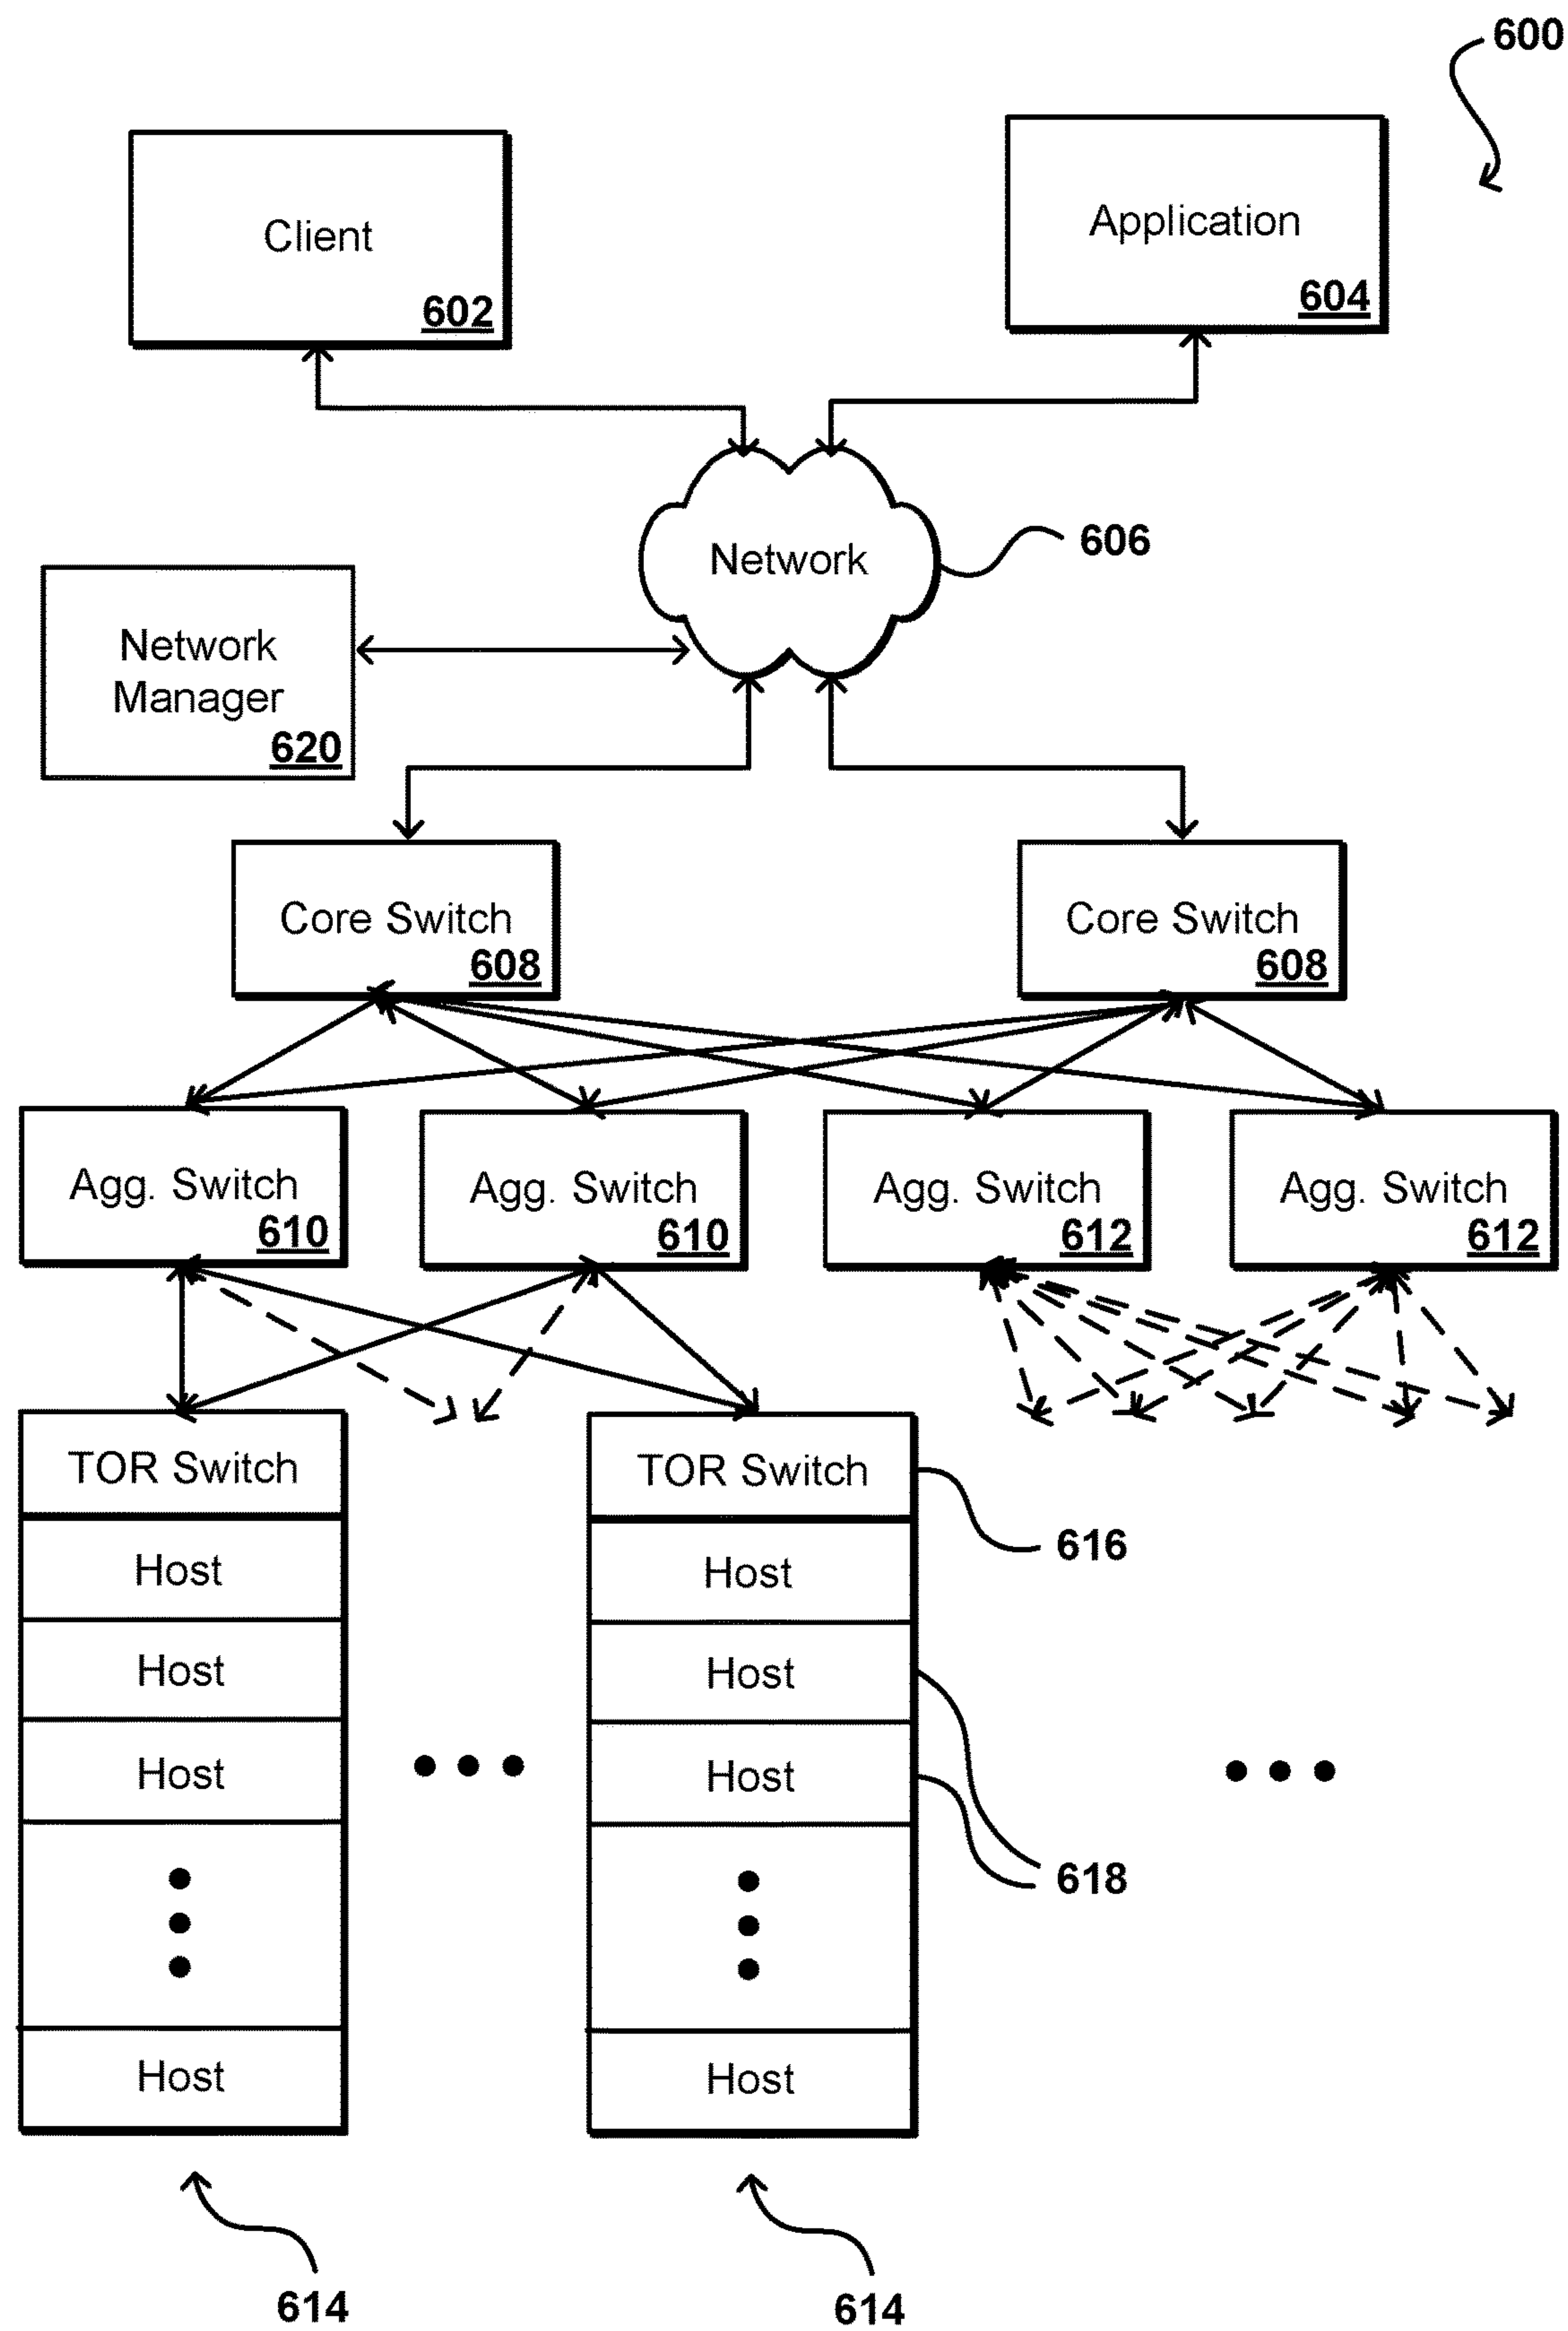 600
Client
602
Application
604
Network
606
Network
Manager
620
Core Switch
608
Core Switch
608
Agg. Switch
610
Agg. Switch
610
Agg. Switch
612
Agg. Switch
612
TOR Switch
Host
Host
Host
Host
TOR Switch
Host
Host
Host
Host
616
618
614
614